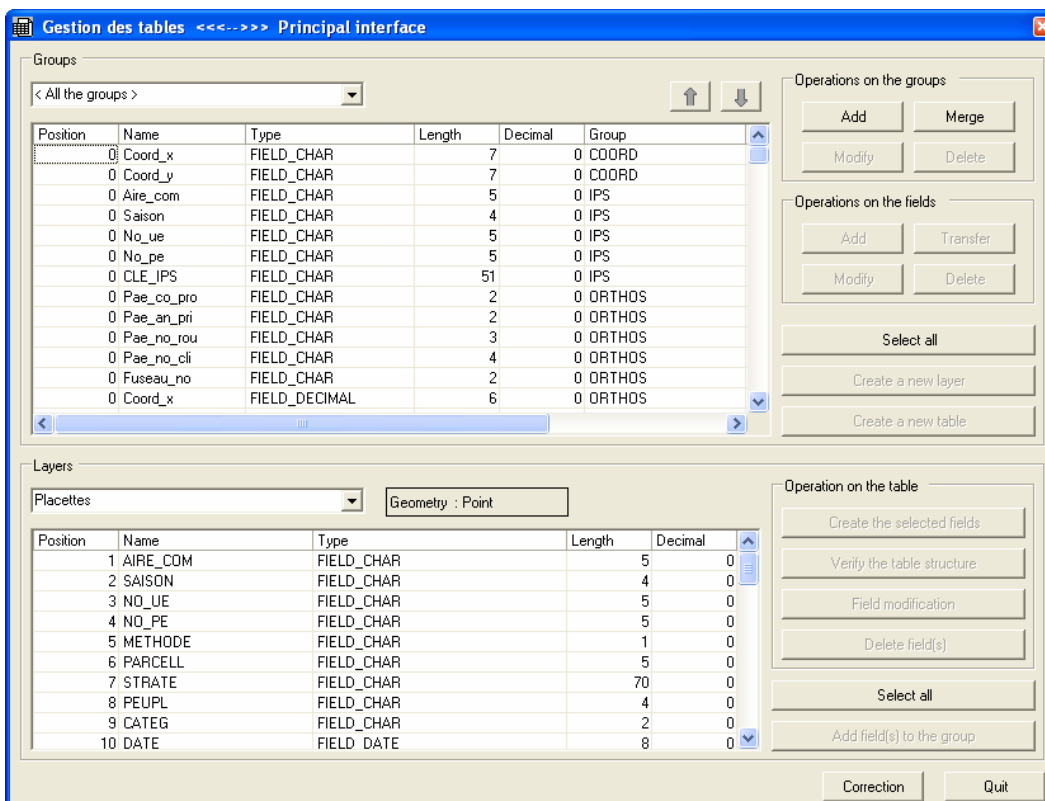 Gestion des tables <<<-->>> Principal interface
Groups
< All the groups >
Position Name Type Length Decimal Group
0 Coord_x FIELD_CHAR 7 0 COORD
0 Coord_y FIELD_CHAR 7 0 COORD
0 Aire_com FIELD_CHAR 5 0 IPS
0 Saison FIELD_CHAR 4 0 IPS
0 No_ue FIELD_CHAR 5 0 IPS
0 No_pe FIELD_CHAR 5 0 IPS
0 CLE_IPS FIELD_CHAR 51 0 IPS
0 Pae_co_pro FIELD_CHAR 2 0 ORTHOS
0 Pae_an_pri FIELD_CHAR 2 0 ORTHOS
0 Pae_no_rou FIELD_CHAR 3 0 ORTHOS
0 Pae_no_cli FIELD_CHAR 4 0 ORTHOS
0 Fuseau_no FIELD_CHAR 2 0 ORTHOS
0 Coord_x FIELD_DECIMAL 6 0 ORTHOS
Operations on the groups
Add Merge
Modify Delete
Operations on the fields
Add Transfer
Modify Delete
Select all
Create a new layer
Create a new table
Layers
Placettes
Geometry : Point
Position Name Type Length Decimal
1 AIRE_COM FIELD_CHAR 5 0
2 SAISON FIELD_CHAR 4 0
3 NO_UE FIELD_CHAR 5 0
4 NO_PE FIELD_CHAR 5 0
5 METHODE FIELD_CHAR 1 0
6 PARCELL FIELD_CHAR 5 0
7 STRATE FIELD_CHAR 70 0
8 PEUPL FIELD_CHAR 4 0
9 CATEG FIELD_CHAR 2 0
10 DATE FIELD_DATE 8 0
Operation on the table
Create the selected fields
Verify the table structure
Field modification
Delete field(s)
Select all
Add field(s) to the group
Correction Quit